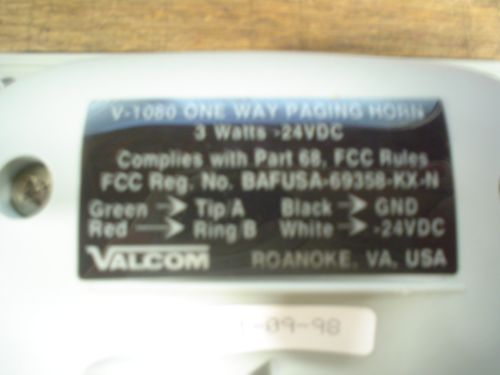 V-1080 ONE WAY PAGING HORN
3 Watts -24VDC
Complies with Part 68, FCC Rules
FCC Reg. No. BAFUSA-69358-KX-N
Green → Tip/A Black → GND
Red → Ring B White → -24VDC
VALCOM ROANOKE, VA, USA
-09-98